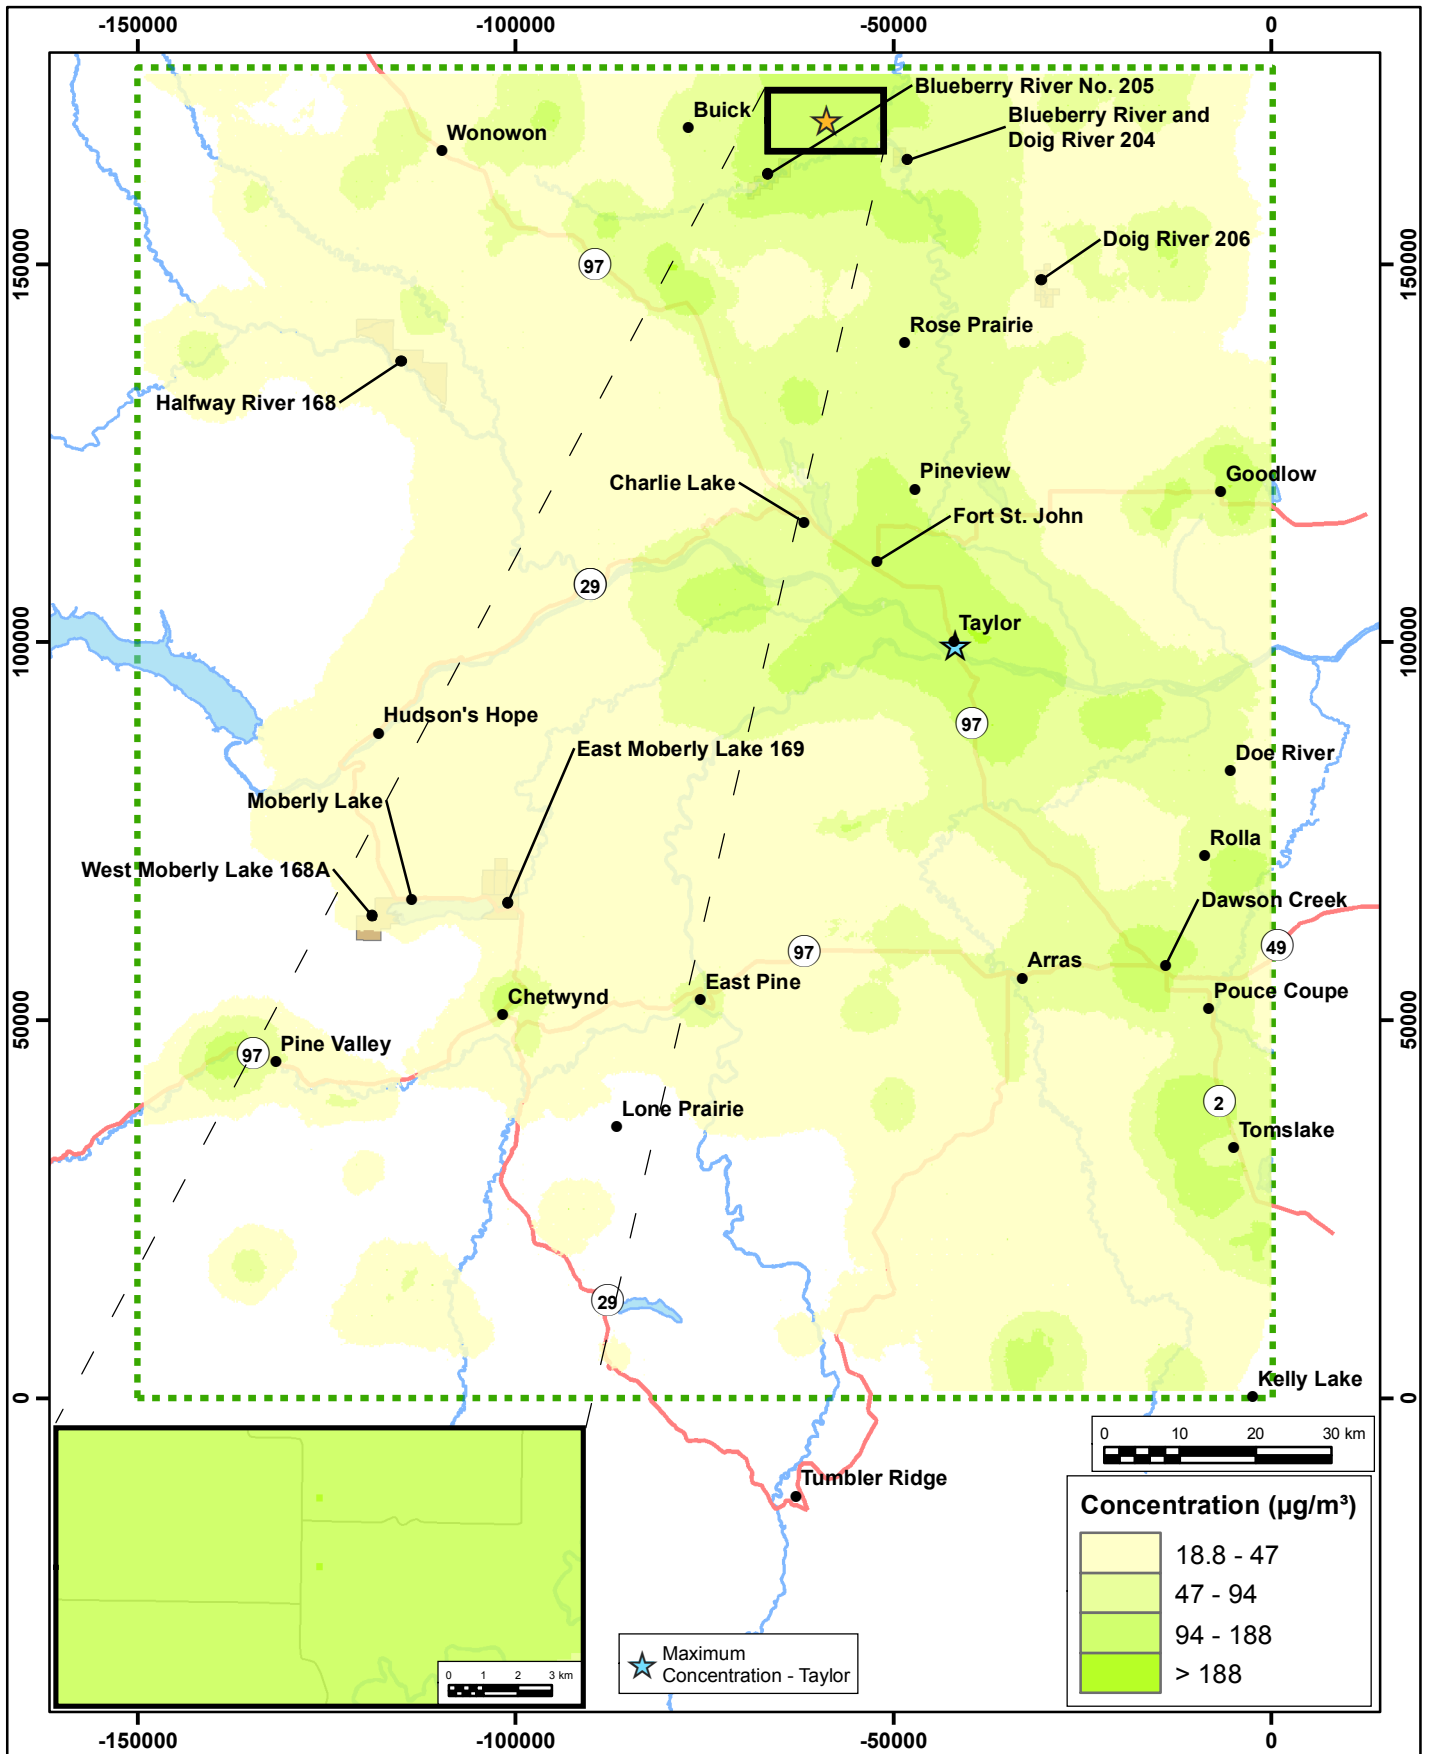 -150000
-100000
-50000
0
Blueberry River No. 205
Buick
Blueberry River and
Doig River 204
Wonowon
Doig River 206
150000
97
150000
Rose Prairie
Halfway River 168
Pineview
Goodlow
Charlie Lake
Fort St. John
29
Taylor
100000
100000
Hudson's Hope
97
East Moberly Lake 169
Doe River
Moberly Lake
Rolla
West Moberly Lake 168A
Dawson Creek
97
49
Arras
East Pine
Pouce Coupe
Chetwynd
50000
50000
97
Pine Valley
2
Lone Prairie
Tomslake
29
Kelly Lake
0
0
0 10 20 30 km
Tumbler Ridge
Concentration (µg/m³)
18.8 - 47
47 - 94
94 - 188
> 188
Maximum
Concentration - Taylor
0 1 2 3 km
-150000
-100000
-50000
0